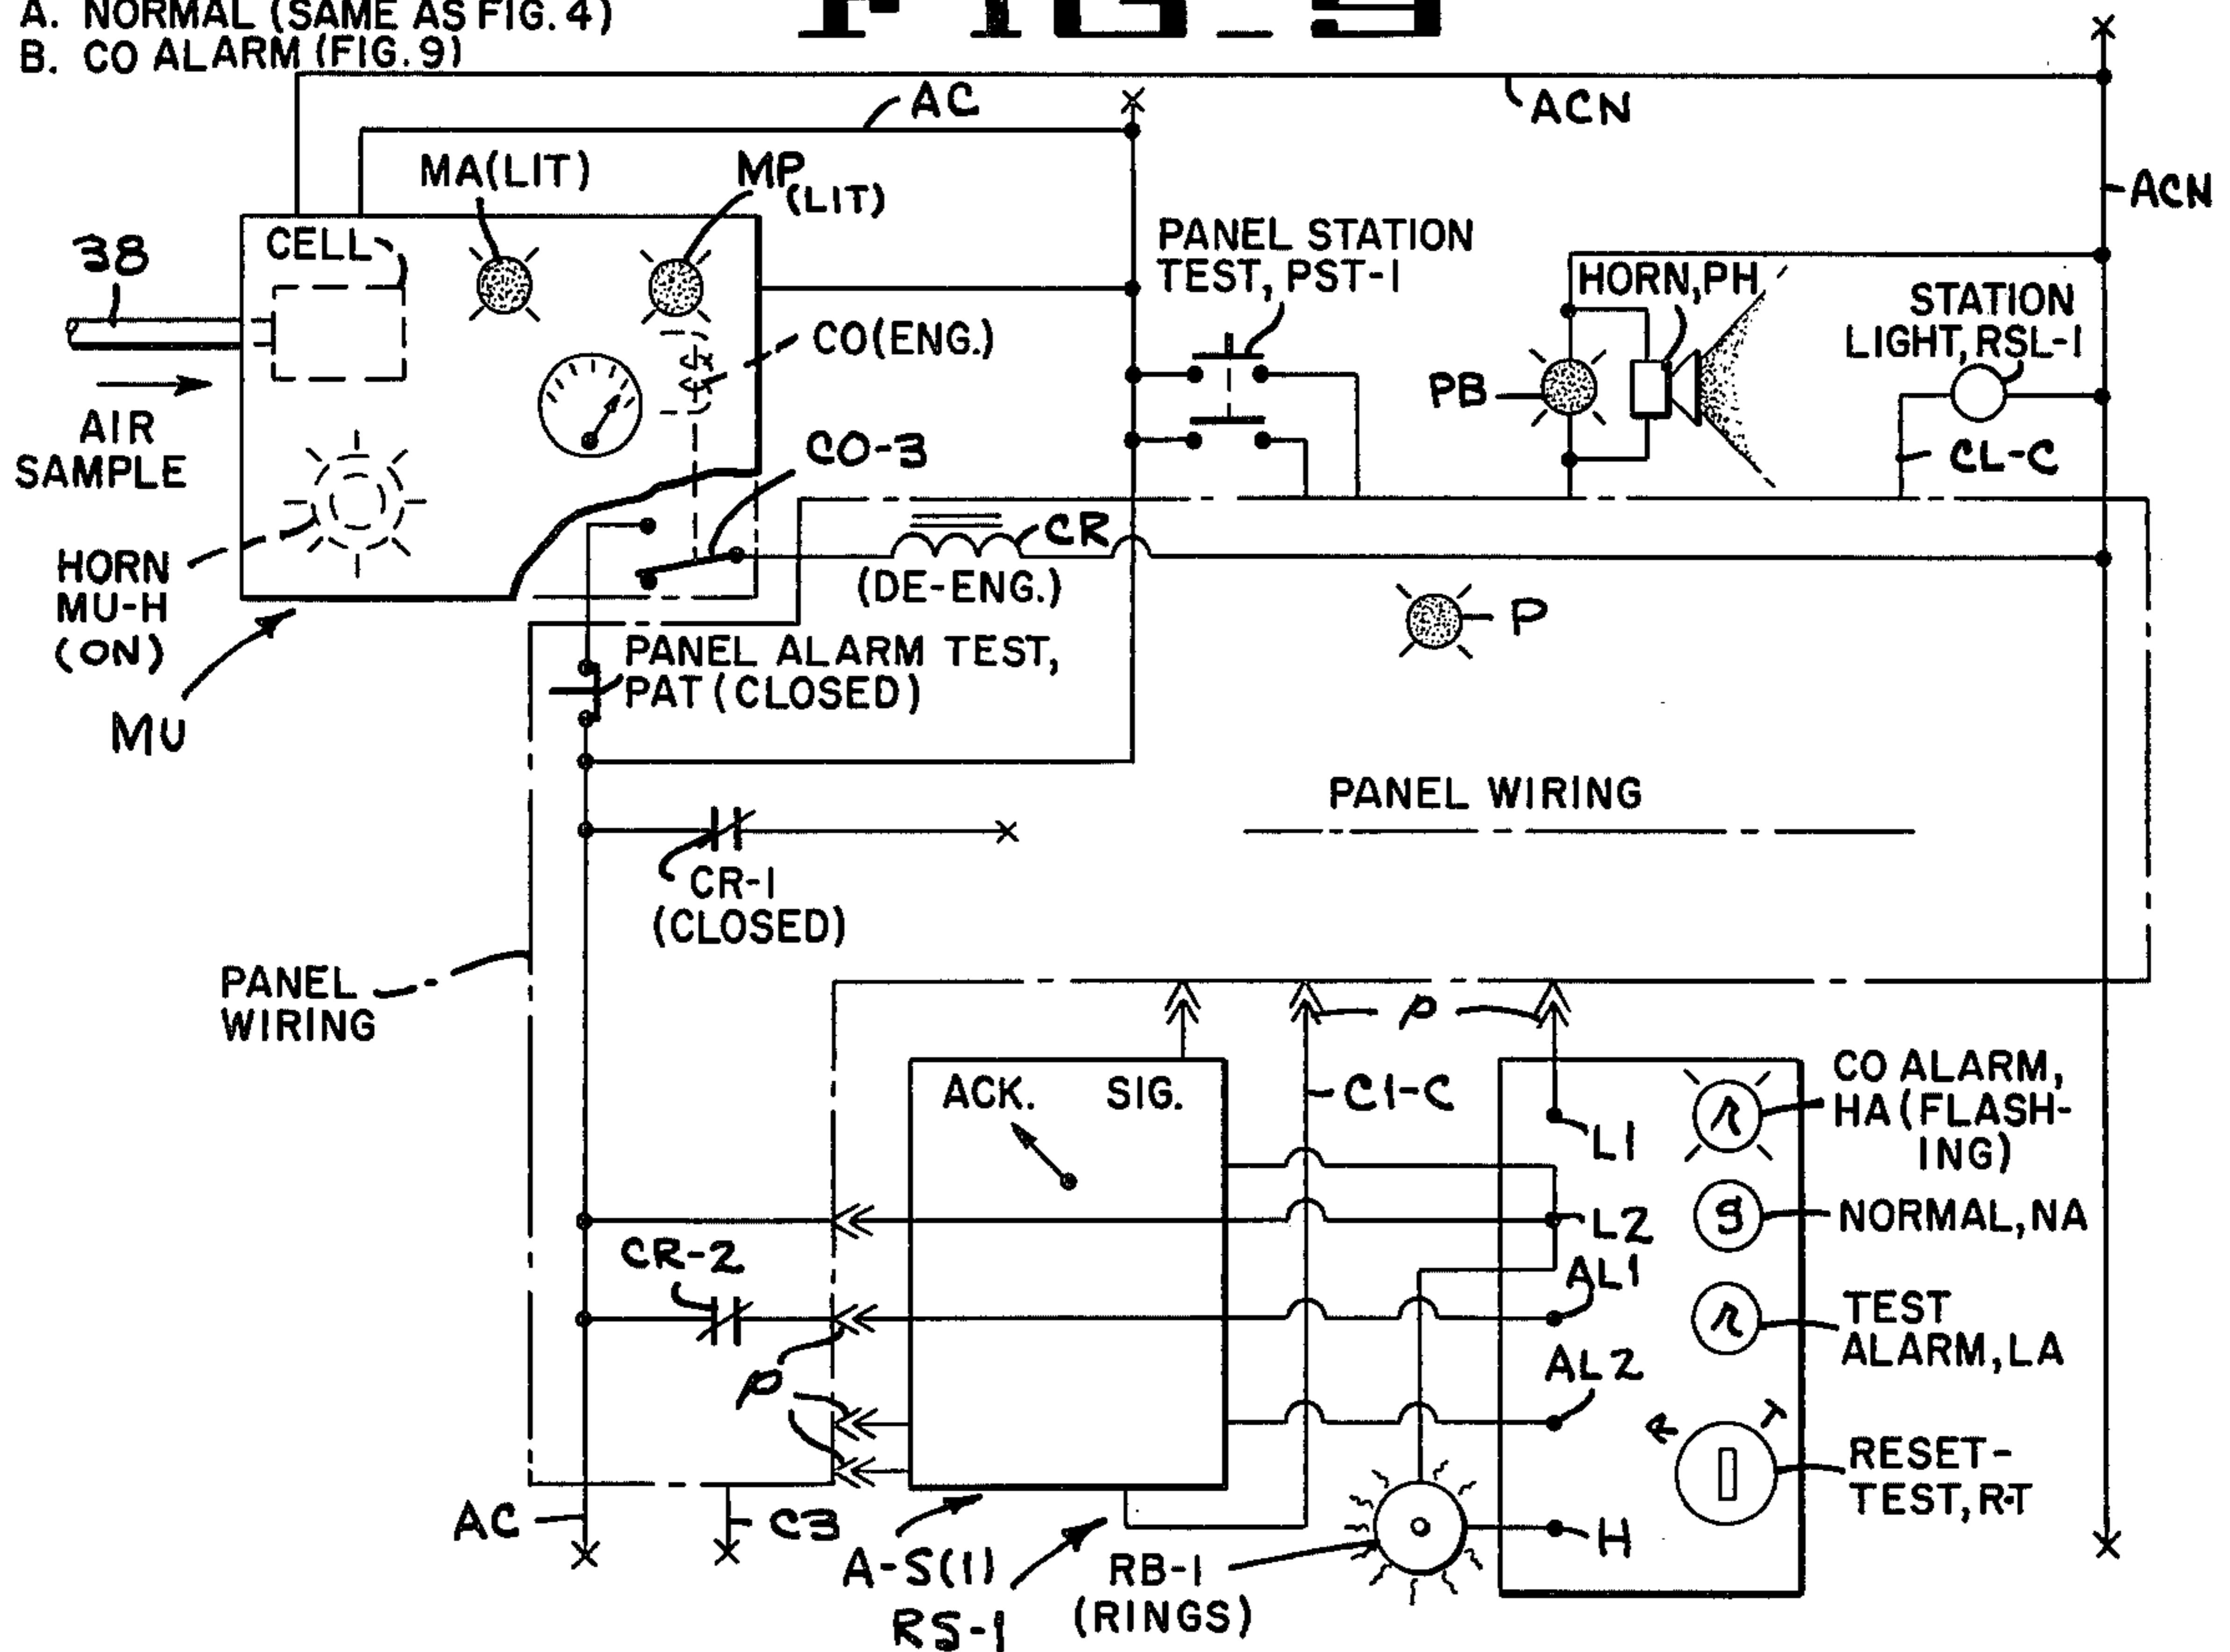 A. NORMAL (SAME AS FIG. 4)
B. CO ALARM (FIG. 9)
FIG_9
AC
ACN
ACN
MA(LIT)
MP
(LIT)
CELL
38
AIR
SAMPLE
CO(ENG.)
CO-3
HORN
MU-H
(ON)
MU
PANEL STATION
TEST, PST-1
HORN, PH
STATION
LIGHT, RSL-1
PB
CL-C
CR
(DE-ENG.)
P
PANEL ALARM TEST,
PAT (CLOSED)
PANEL WIRING
CR-1
(CLOSED)
PANEL
WIRING
P
ACK. SIG.
C1-C
L1
L2
AL1
AL2
H
CO ALARM,
HA (FLASH-
ING)
r
g
NORMAL, NA
r
TEST
ALARM, LA
R T
RESET-
TEST, R-T
CR-2
P
AC
C3
A-S(1)
RS-1
RB-1
(RINGS)